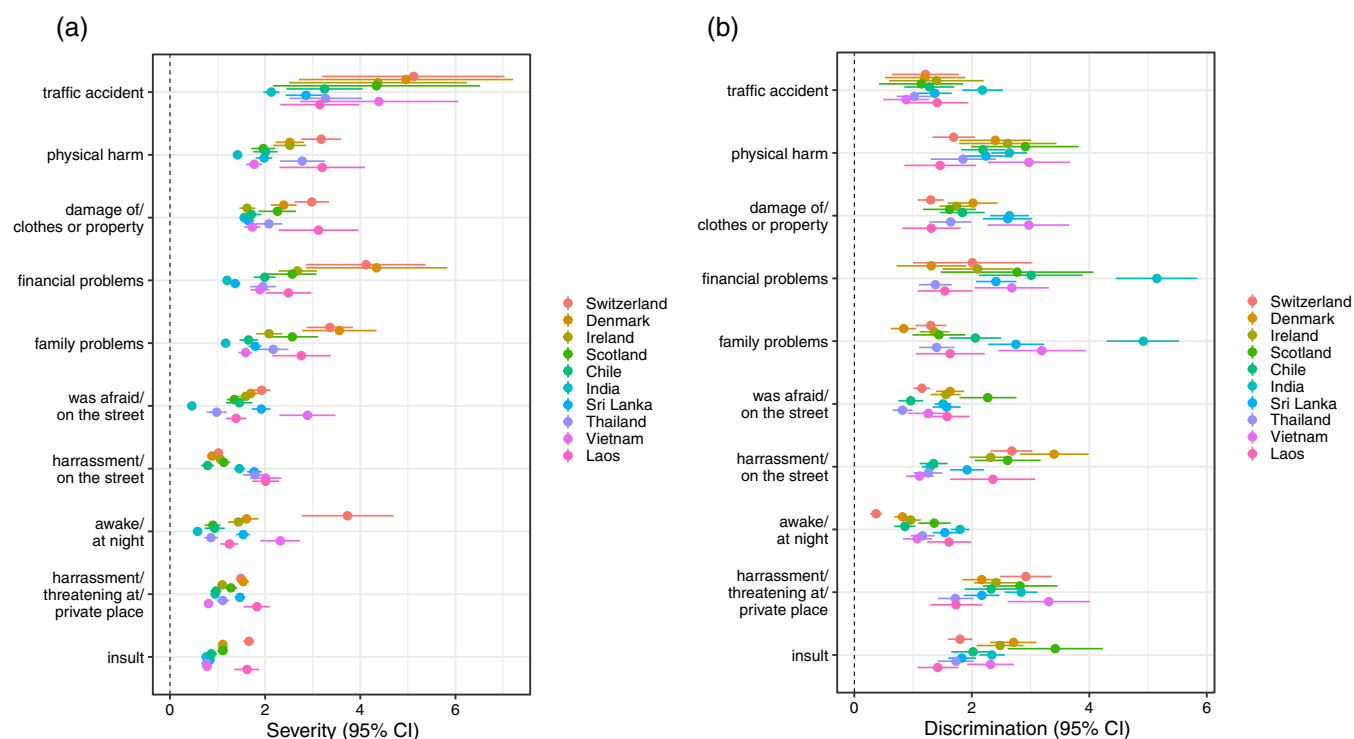 (a)
traffic accident
physical harm
damage of/
clothes or property
financial problems
family problems
was afraid/
on the street
harrassment/
on the street
awake/
at night
harrassment/
threatening at/
private place
insult
0
2
4
6
Severity (95% CI)
Switzerland
Denmark
Ireland
Scotland
Chile
India
Sri Lanka
Thailand
Vietnam
Laos
(b)
traffic accident
physical harm
damage of/
clothes or property
financial problems
family problems
was afraid/
on the street
harrassment/
on the street
awake/
at night
harrassment/
threatening at/
private place
insult
0
2
4
6
Discrimination (95% CI)
Switzerland
Denmark
Ireland
Scotland
Chile
India
Sri Lanka
Thailand
Vietnam
Laos